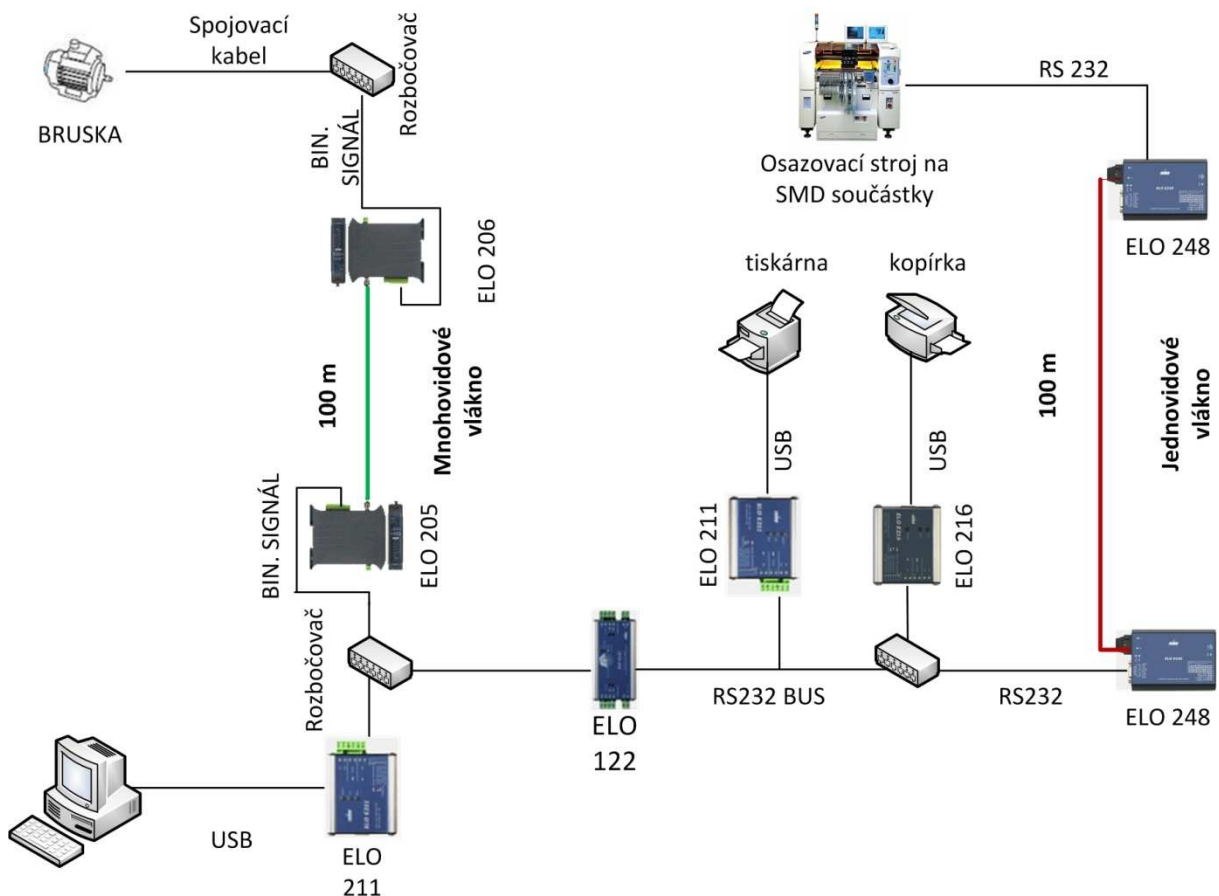 Spojovací
kabel
BRUSKA
Rozbočovač
BIN.
SIGNÁL
ELO 206
100 m
Mnohovidové
vlákno
BIN. SIGNÁL
ELO 205
Rozbočovač
USB
ELO
211
ELO
122
RS232 BUS
tiskárna
USB
ELO 211
kopírka
USB
ELO 216
RS232
Osazovací stroj na
SMD součástky
RS 232
ELO 248
100 m
Jednovidové
vlákno
ELO 248